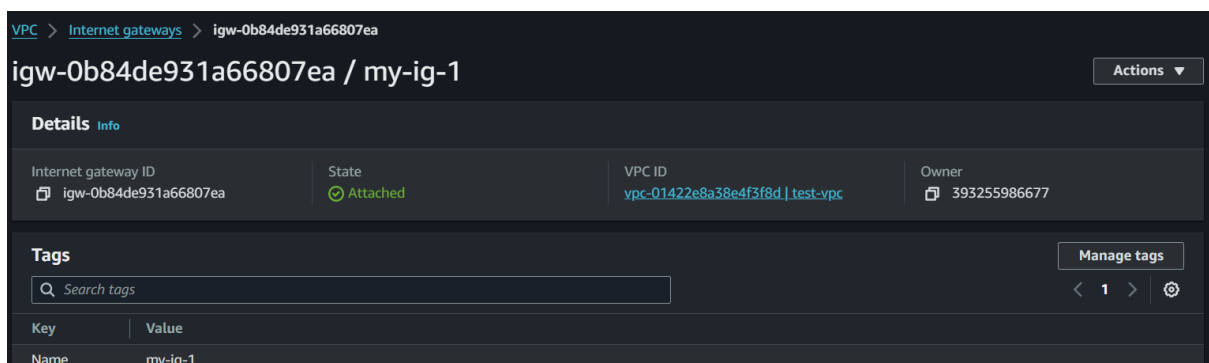 VPC > Internet gateways > igw-0b84de931a66807ea
igw-0b84de931a66807ea / my-ig-1
Actions ▼
Details Info
Internet gateway ID State VPC ID Owner
igw-0b84de931a66807ea Attached vpc-01422e8a38e4f3f8d | test-vpc 393255986677
Tags
Manage tags
Search tags
< 1 >
Key Value
Name my-ig-1